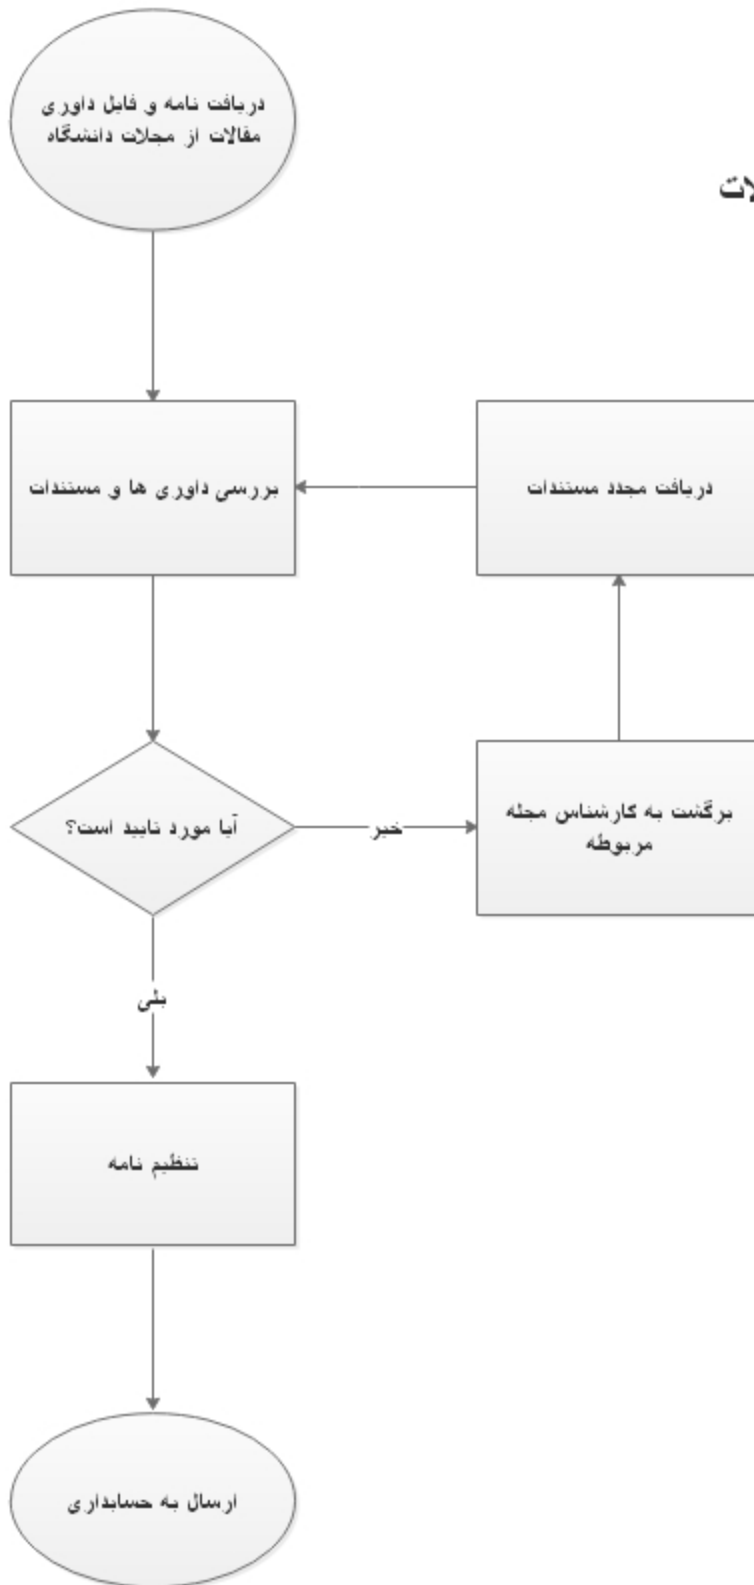 دریافت نامه و فایل داوری
مقالات از مجلات دانشگاه
بررسی داوری ها و مستندات
دریافت مجدد مستندات
آیا مورد تایید است؟
خیر
برگشت به کارشناس مجله
مربوطه
بلی
تنظیم نامه
ارسال به حسابداری